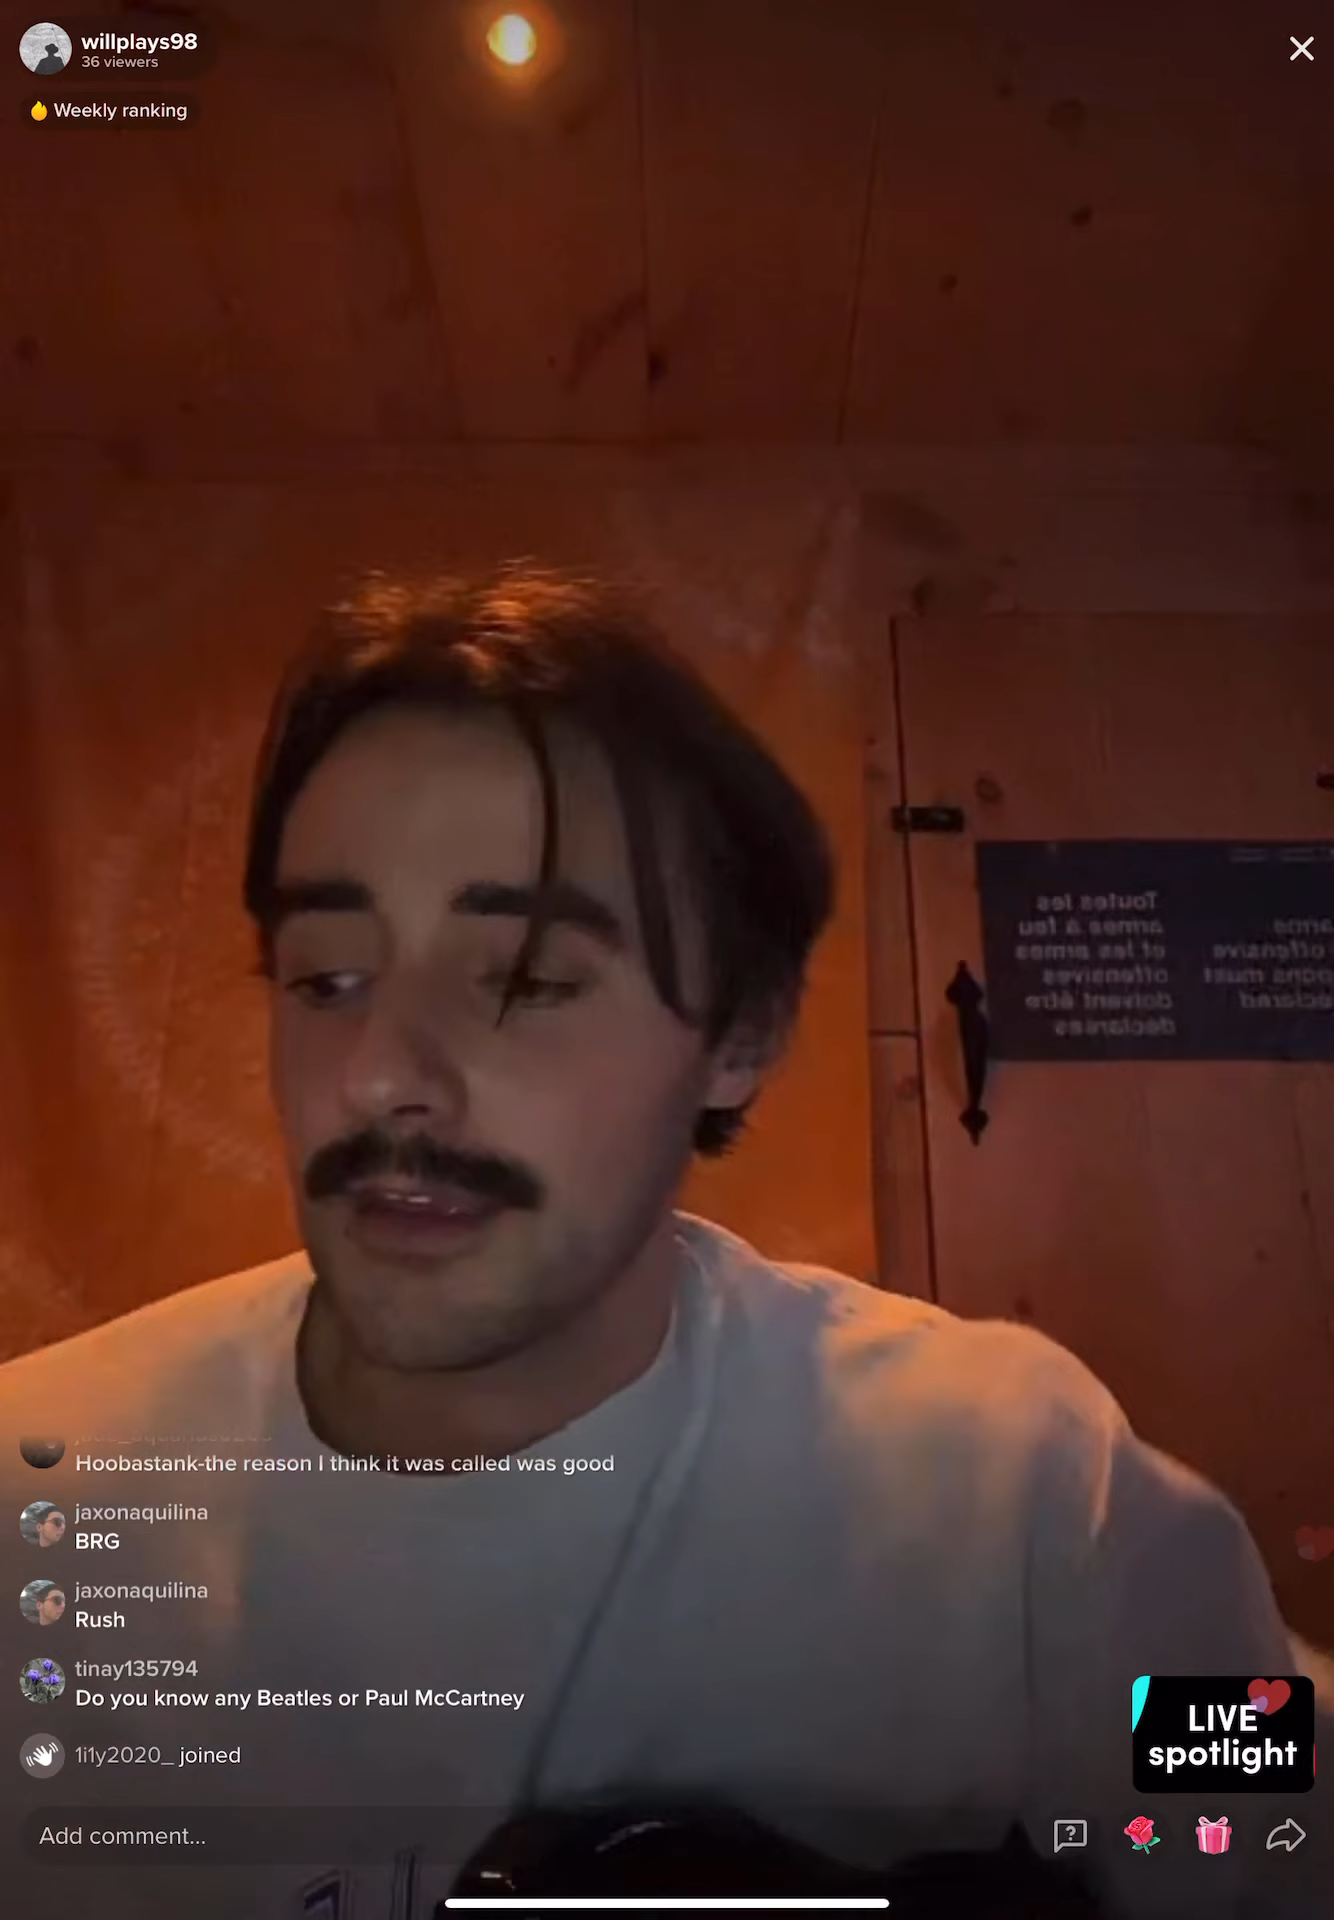 willplays98
36 viewers
Weekly ranking
Toutes les
armes à feu
et les armes
offensives
doivent être
déclarées
offensive
must
Hoobastank-the reason I think it was called was good
jaxonaquilina
BRG
jaxonaquilina
Rush
tinay135794
Do you know any Beatles or Paul McCartney
1i1y2020_ joined
LIVE
spotlight
Add comment...